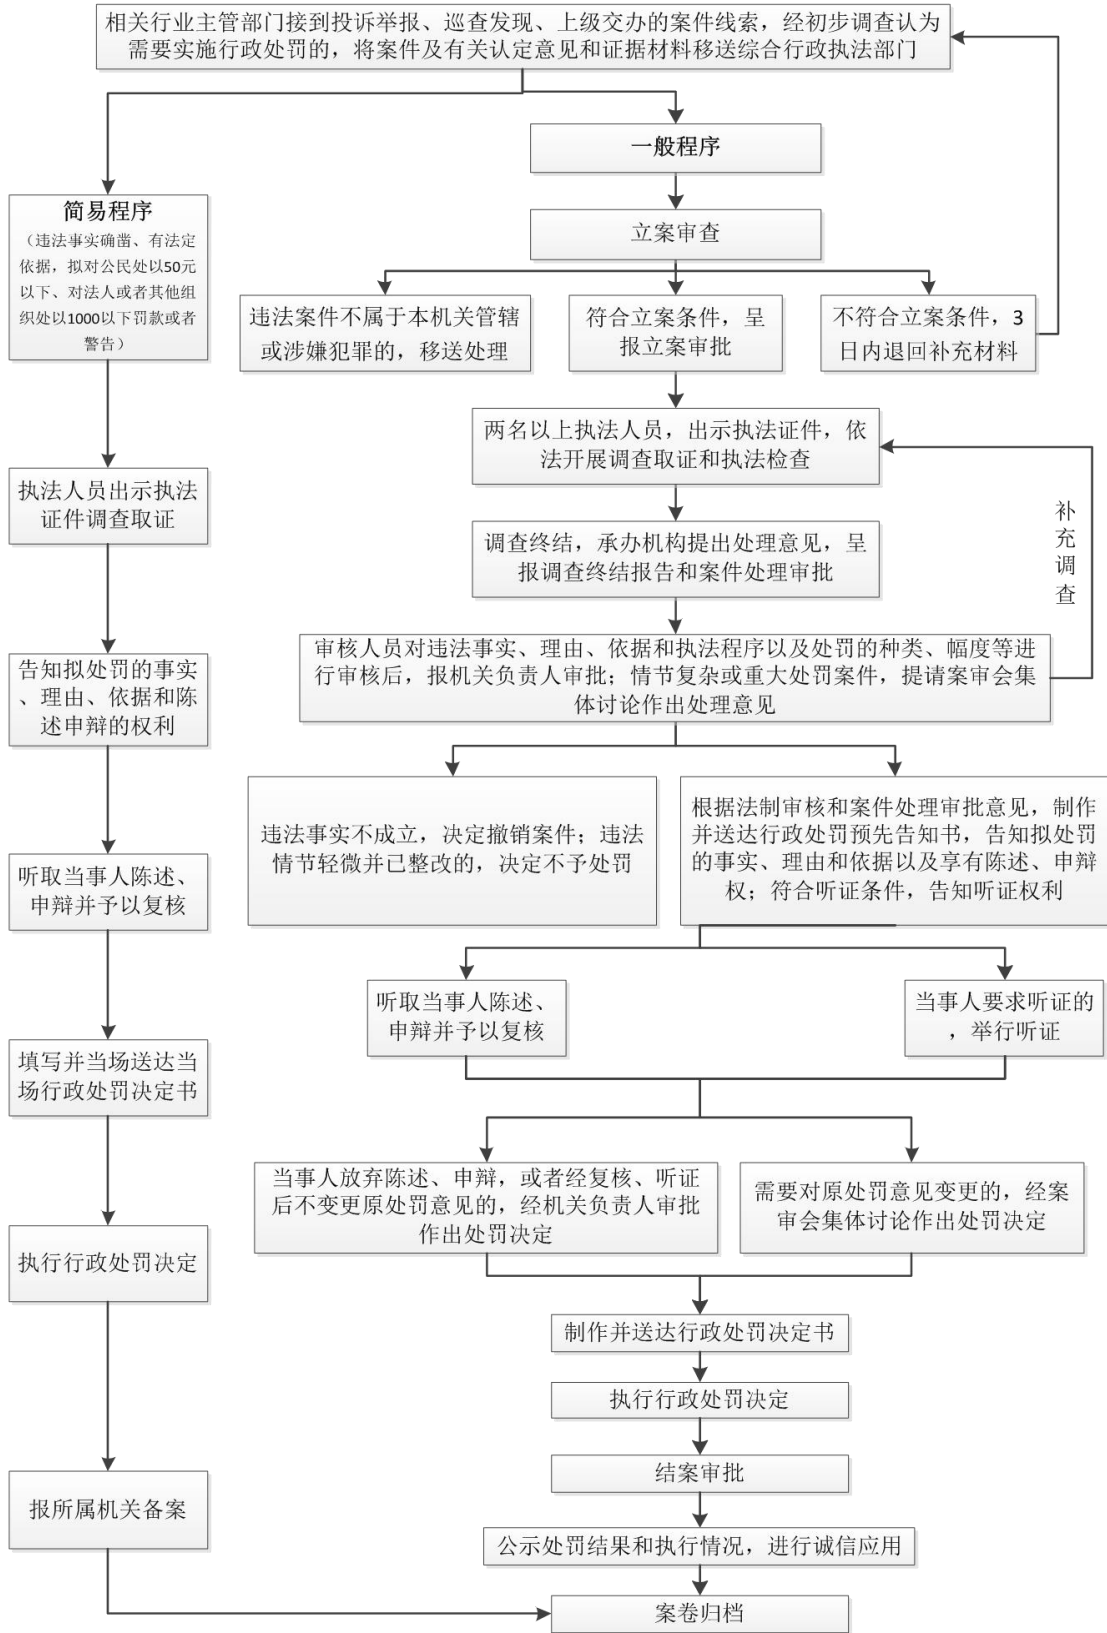 相关行业主管部门接到投诉举报、巡查发现、上级交办的案件线索，经初步调查认为
需要实施行政处罚的，将案件及有关认定意见和证据材料移送综合行政执法部门
一般程序
简易程序
（违法事实确凿、有法定
依据，拟对公民处以50元
以下、对法人或者其他组
织处以1000以下罚款或者
警告）
立案审查
违法案件不属于本机关管辖
或涉嫌犯罪的，移送处理
符合立案条件，呈
报立案审批
不符合立案条件，3
日内退回补充材料
两名以上执法人员，出示执法证件，依
法开展调查取证和执法检查
执法人员出示执法
证件调查取证
补充调查
调查终结，承办机构提出处理意见，呈
报调查终结报告和案件处理审批
审核人员对违法事实、理由、依据和执法程序以及处罚的种类、幅度等进
行审核后，报机关负责人审批；情节复杂或重大处罚案件，提请案审会集
体讨论作出处理意见
告知拟处罚的事实
、理由、依据和陈
述申辩的权利
违法事实不成立，决定撤销案件；违法
情节轻微并已整改的，决定不予处罚
根据法制审核和案件处理审批意见，制作
并送达行政处罚预先告知书，告知拟处罚
的事实、理由和依据以及享有陈述、申辩
权；符合听证条件，告知听证权利
听取当事人陈述、
申辩并予以复核
听取当事人陈述、
申辩并予以复核
当事人要求听证的
，举行听证
填写并当场送达当
场行政处罚决定书
当事人放弃陈述、申辩，或者经复核、听证
后不变更原处罚意见的，经机关负责人审批
作出处罚决定
需要对原处罚意见变更的，经案
审会集体讨论作出处罚决定
执行行政处罚决定
制作并送达行政处罚决定书
执行行政处罚决定
结案审批
报所属机关备案
公示处罚结果和执行情况，进行诚信应用
案卷归档